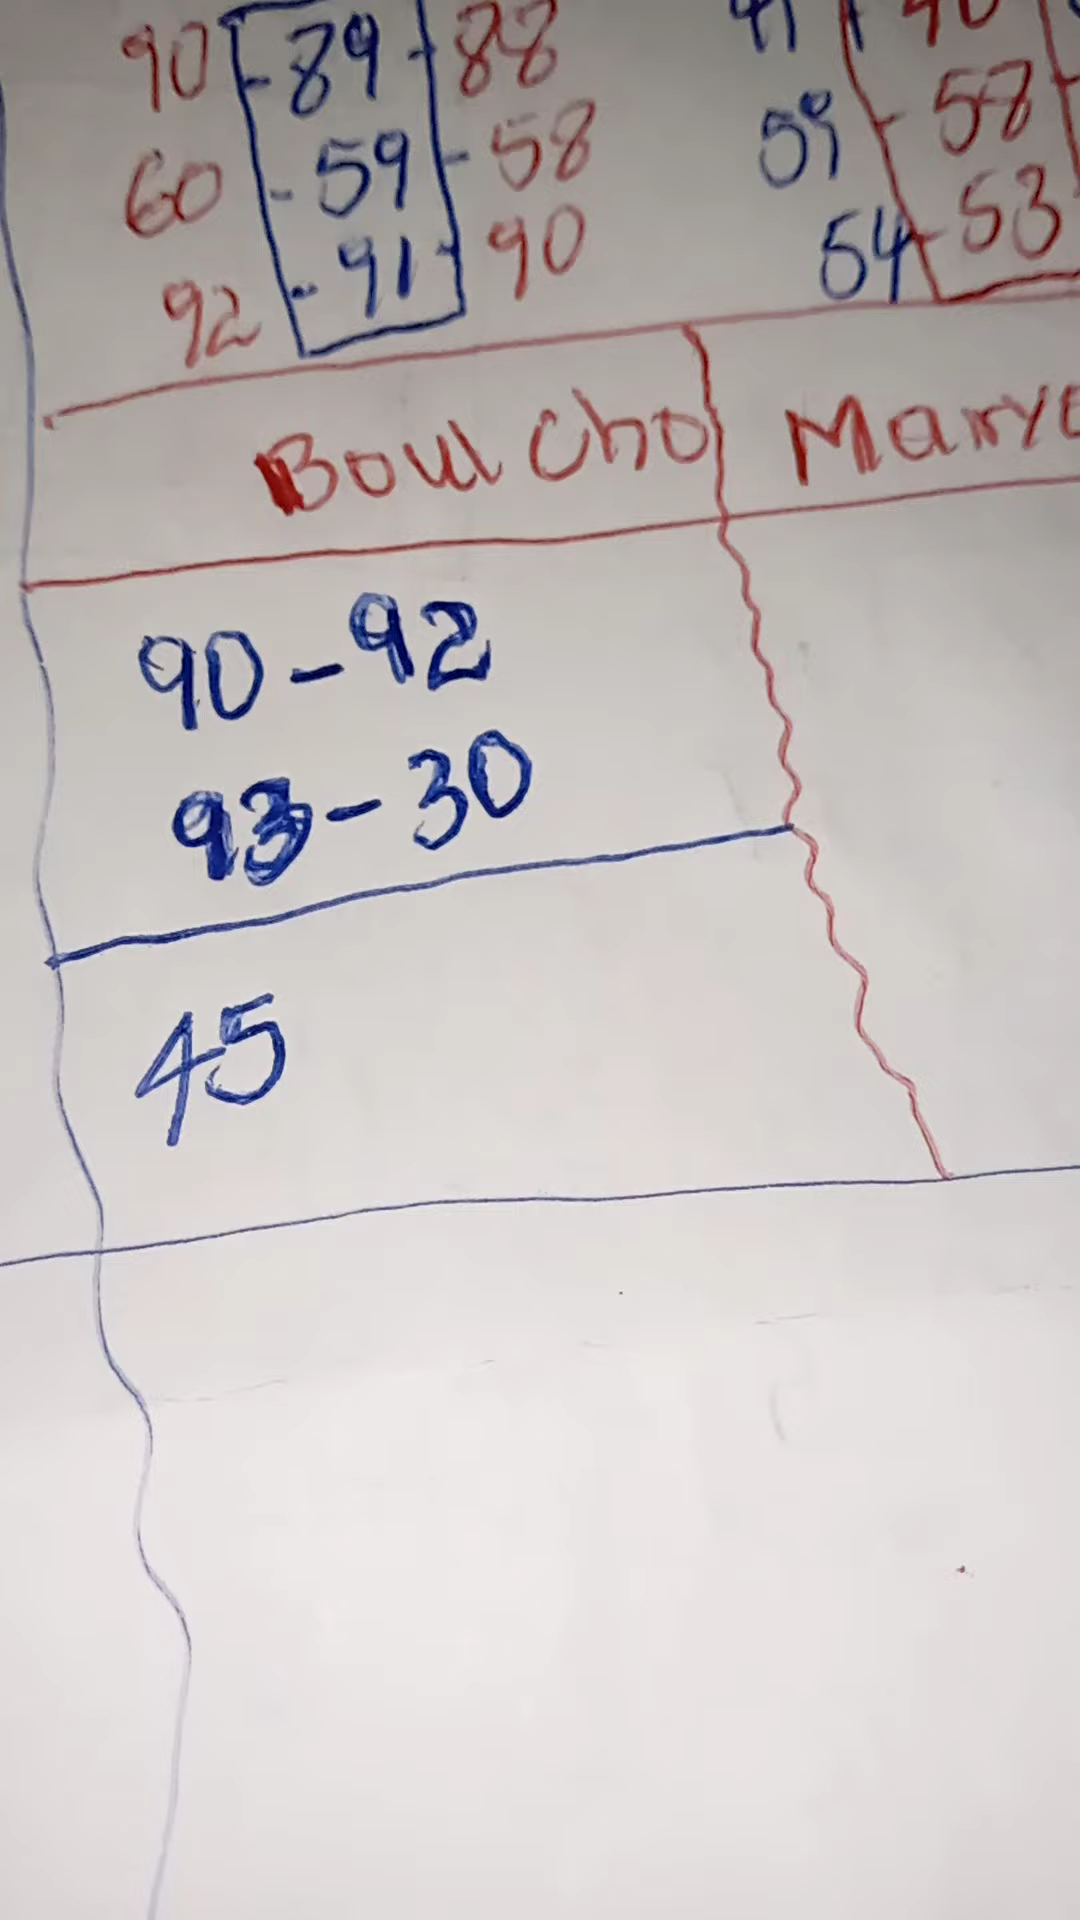 90 - 89 - 88
60 - 59 - 58
92 - 91 - 90
59 - 58
54 - 53
Boul Cho
90 - 92
93 - 30
45